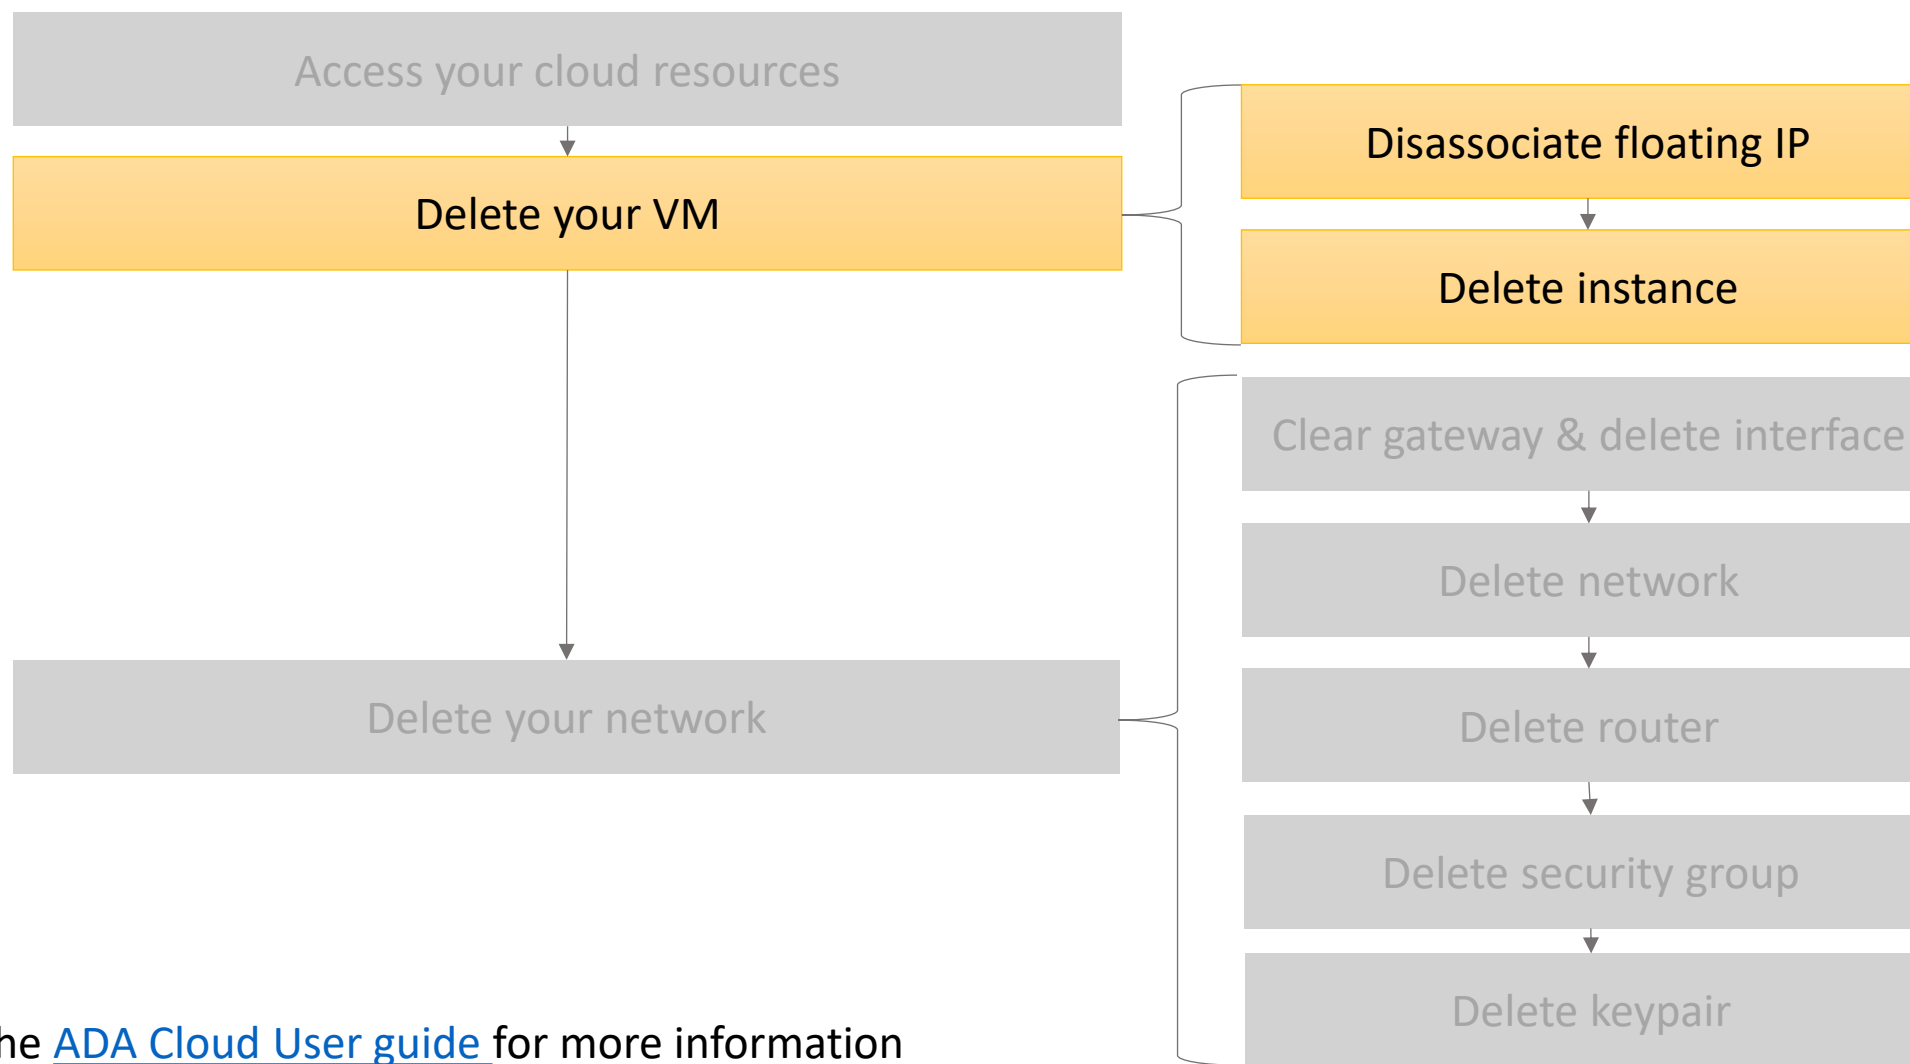 Access your cloud resources
Delete your VM
Disassociate floating IP
Delete instance
Delete your network
Clear gateway & delete interface
Delete network
Delete router
Delete security group
Delete keypair
he ADA Cloud User guide for more information